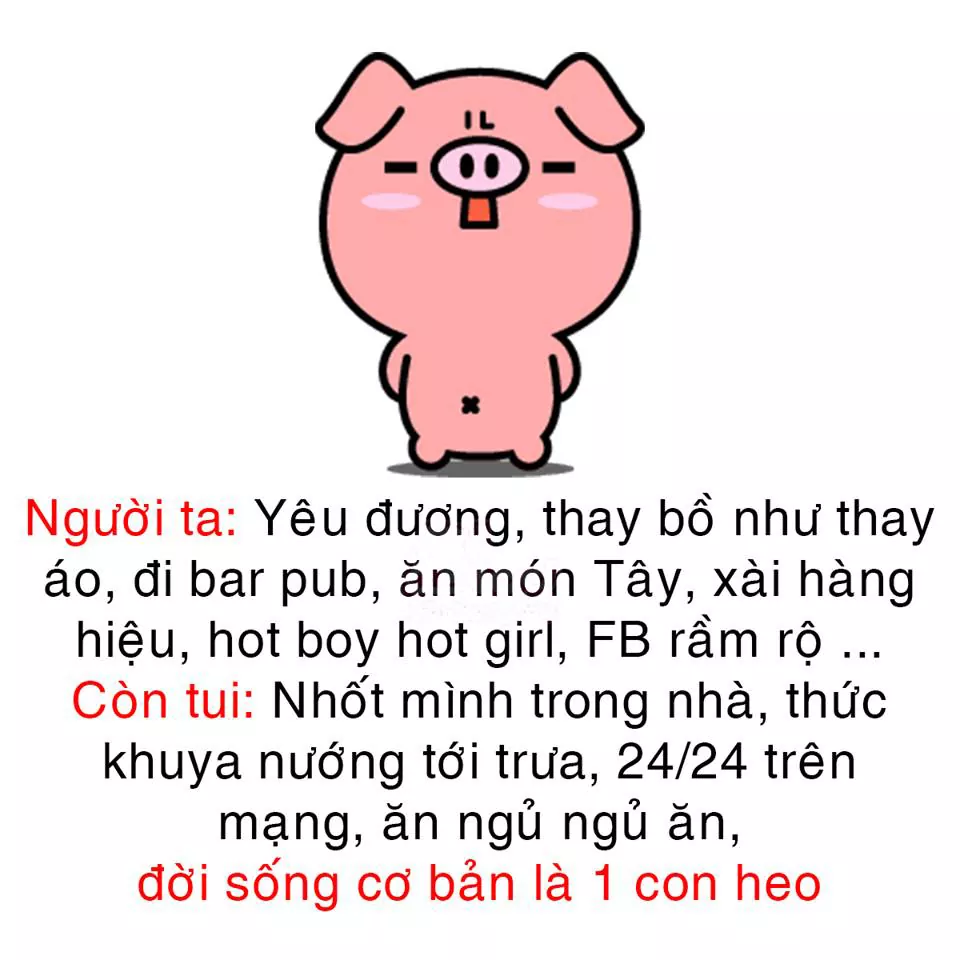 Người ta: Yêu đương, thay bồ như thay
áo, đi bar pub, ăn món Tây, xài hàng
hiệu, hot boy hot girl, FB rầm rộ ...
Còn tui: Nhốt mình trong nhà, thức
khuya nướng tới trưa, 24/24 trên
mạng, ăn ngủ ngủ ăn,
đời sống cơ bản là 1 con heo